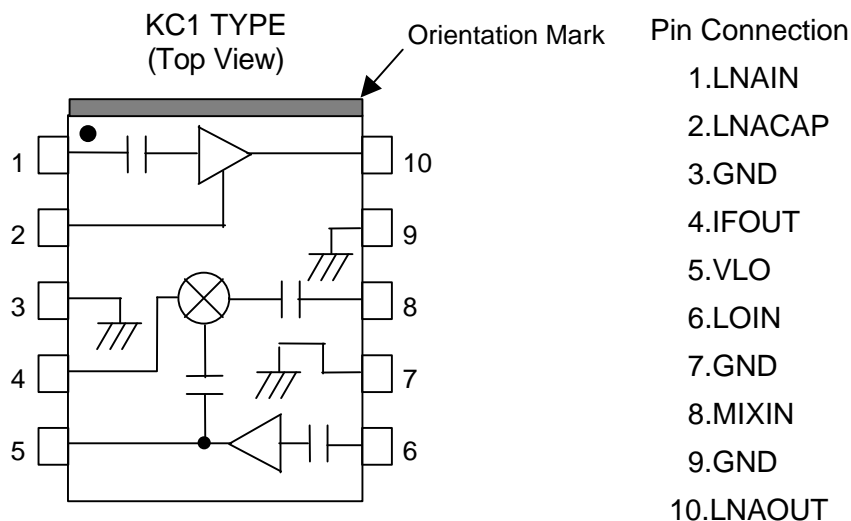 KC1 TYPE
(Top View)
Orientation Mark
1
2
3
4
5
10
9
8
7
6
Pin Connection
1.LNAIN
2.LNACAP
3.GND
4.IFOUT
5.VLO
6.LOIN
7.GND
8.MIXIN
9.GND
10.LNAOUT